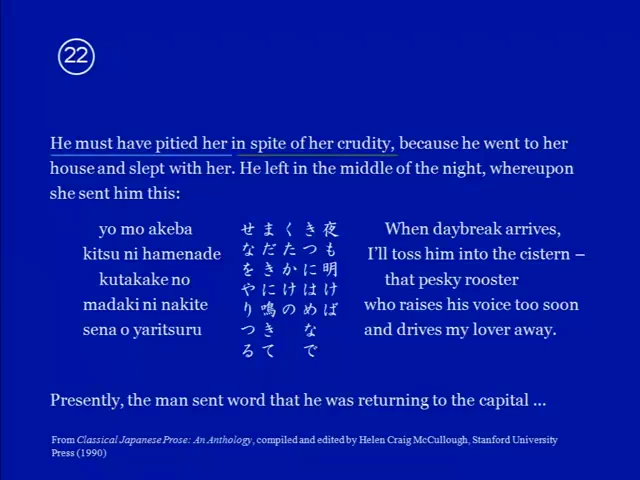 22
He must have pitied her in spite of her crudity, because he went to her
house and slept with her. He left in the middle of the night, whereupon
she sent him this:
yo mo akeba
kitsu ni hamenade
kutakake no
madaki ni nakite
sena o yaritsuru
夜も明けば
きつにはめなで
くたかけの
まだきに鳴きて
せなをやりつる
When daybreak arrives,
I'll toss him into the cistern –
that pesky rooster
who raises his voice too soon
and drives my lover away.
Presently, the man sent word that he was returning to the capital ...
From Classical Japanese Prose: An Anthology, compiled and edited by Helen Craig McCullough, Stanford University
Press (1990)